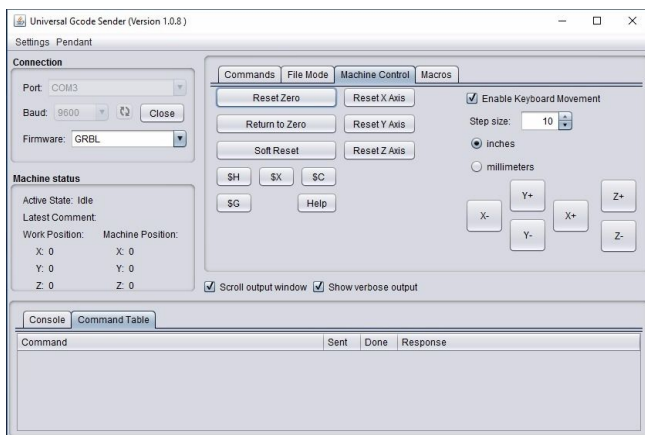 Universal Gcode Sender (Version 1.0.8 )
Settings Pendant
Connection
Port: COM3
Baud: 9600 Close
Firmware: GRBL
Machine status
Active State: Idle
Latest Comment:
Work Position: Machine Position:
X: 0 X: 0
Y: 0 Y: 0
Z: 0 Z: 0
Commands File Mode Machine Control Macros
Reset Zero Reset X Axis
Return to Zero Reset Y Axis
Soft Reset Reset Z Axis
$H $X $C
$G Help
Enable Keyboard Movement
Step size: 10
inches
millimeters
Y+ Z+
X- X+
Y- Z-
Scroll output window Show verbose output
Console Command Table
Command Sent Done Response